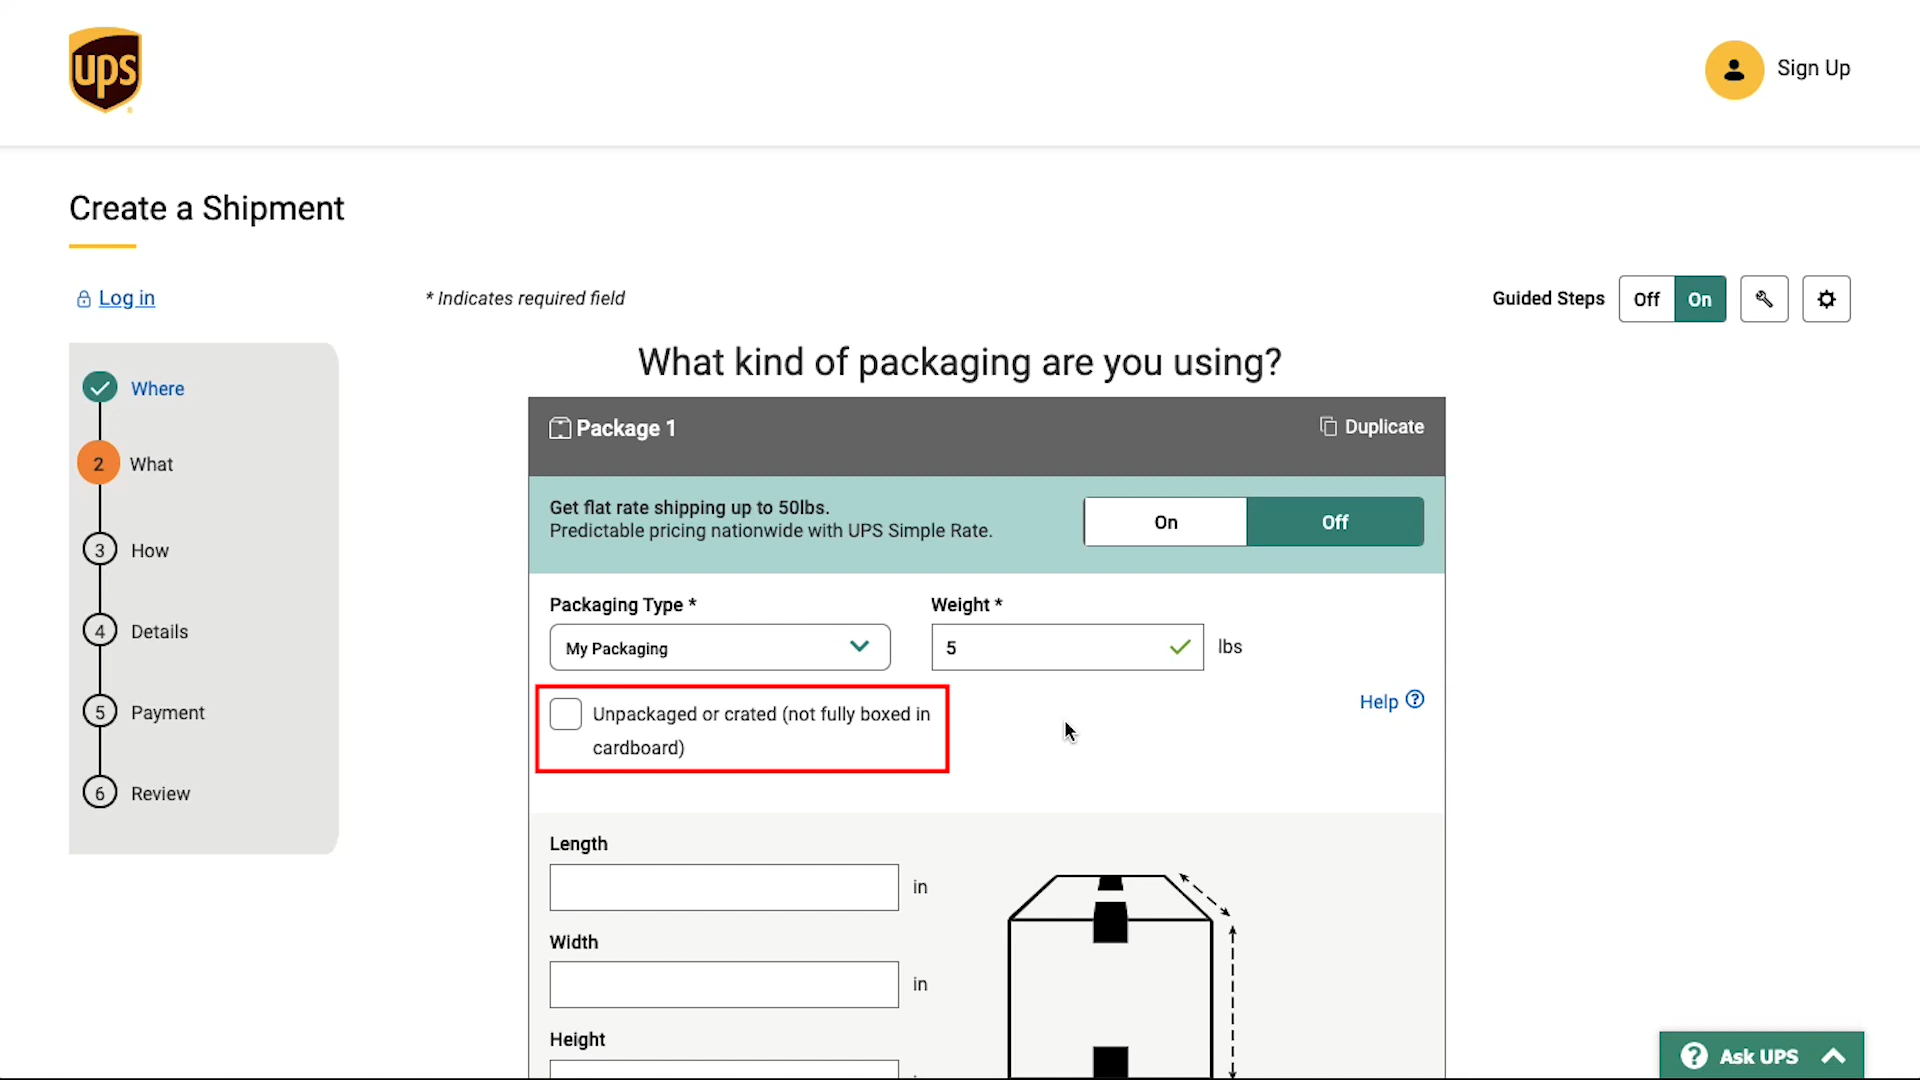 ups
Sign Up
Create a Shipment
Log in
* Indicates required field
Guided Steps
Off
On
Where
2
What
3
How
4
Details
5
Payment
6
Review
What kind of packaging are you using?
Package 1
Duplicate
Get flat rate shipping up to 50lbs.
Predictable pricing nationwide with UPS Simple Rate.
On
Off
Packaging Type *
Weight *
My Packaging
5
lbs
Unpackaged or crated (not fully boxed in
cardboard)
Help ?
Length
in
Width
in
Height
? Ask UPS